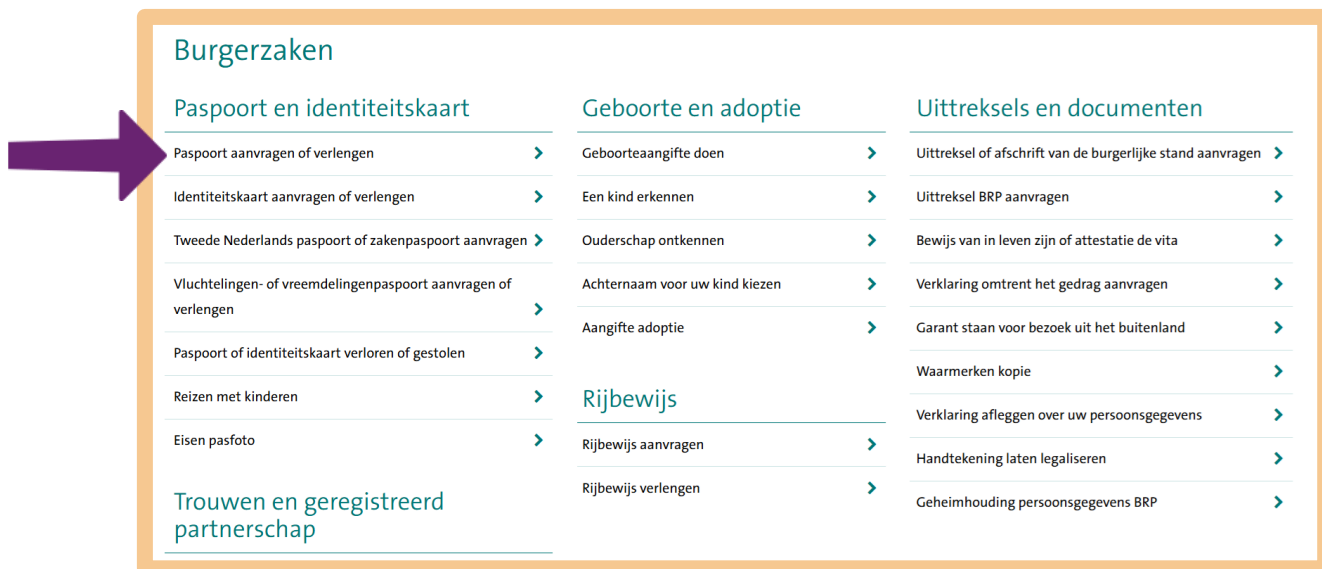 Burgerzaken
Paspoort en identiteitskaart
Paspoort aanvragen of verlengen
Identiteitskaart aanvragen of verlengen
Tweede Nederlands paspoort of zakenpaspoort aanvragen
Vluchtelingen- of vreemdelingenpaspoort aanvragen of
verlengen
Paspoort of identiteitskaart verloren of gestolen
Reizen met kinderen
Eisen pasfoto
Trouwen en geregistreerd
partnerschap
Geboorte en adoptie
Geboorteaangifte doen
Een kind erkennen
Ouderschap ontkennen
Achternaam voor uw kind kiezen
Aangifte adoptie
Rijbewijs
Rijbewijs aanvragen
Rijbewijs verlengen
Uittreksels en documenten
Uittreksel of afschrift van de burgerlijke stand aanvragen
Uittreksel BRP aanvragen
Bewijs van in leven zijn of attestatie de vita
Verklaring omtrent het gedrag aanvragen
Garant staan voor bezoek uit het buitenland
Waarmerken kopie
Verklaring afleggen over uw persoonsgegevens
Handtekening laten legaliseren
Geheimhouding persoonsgegevens BRP